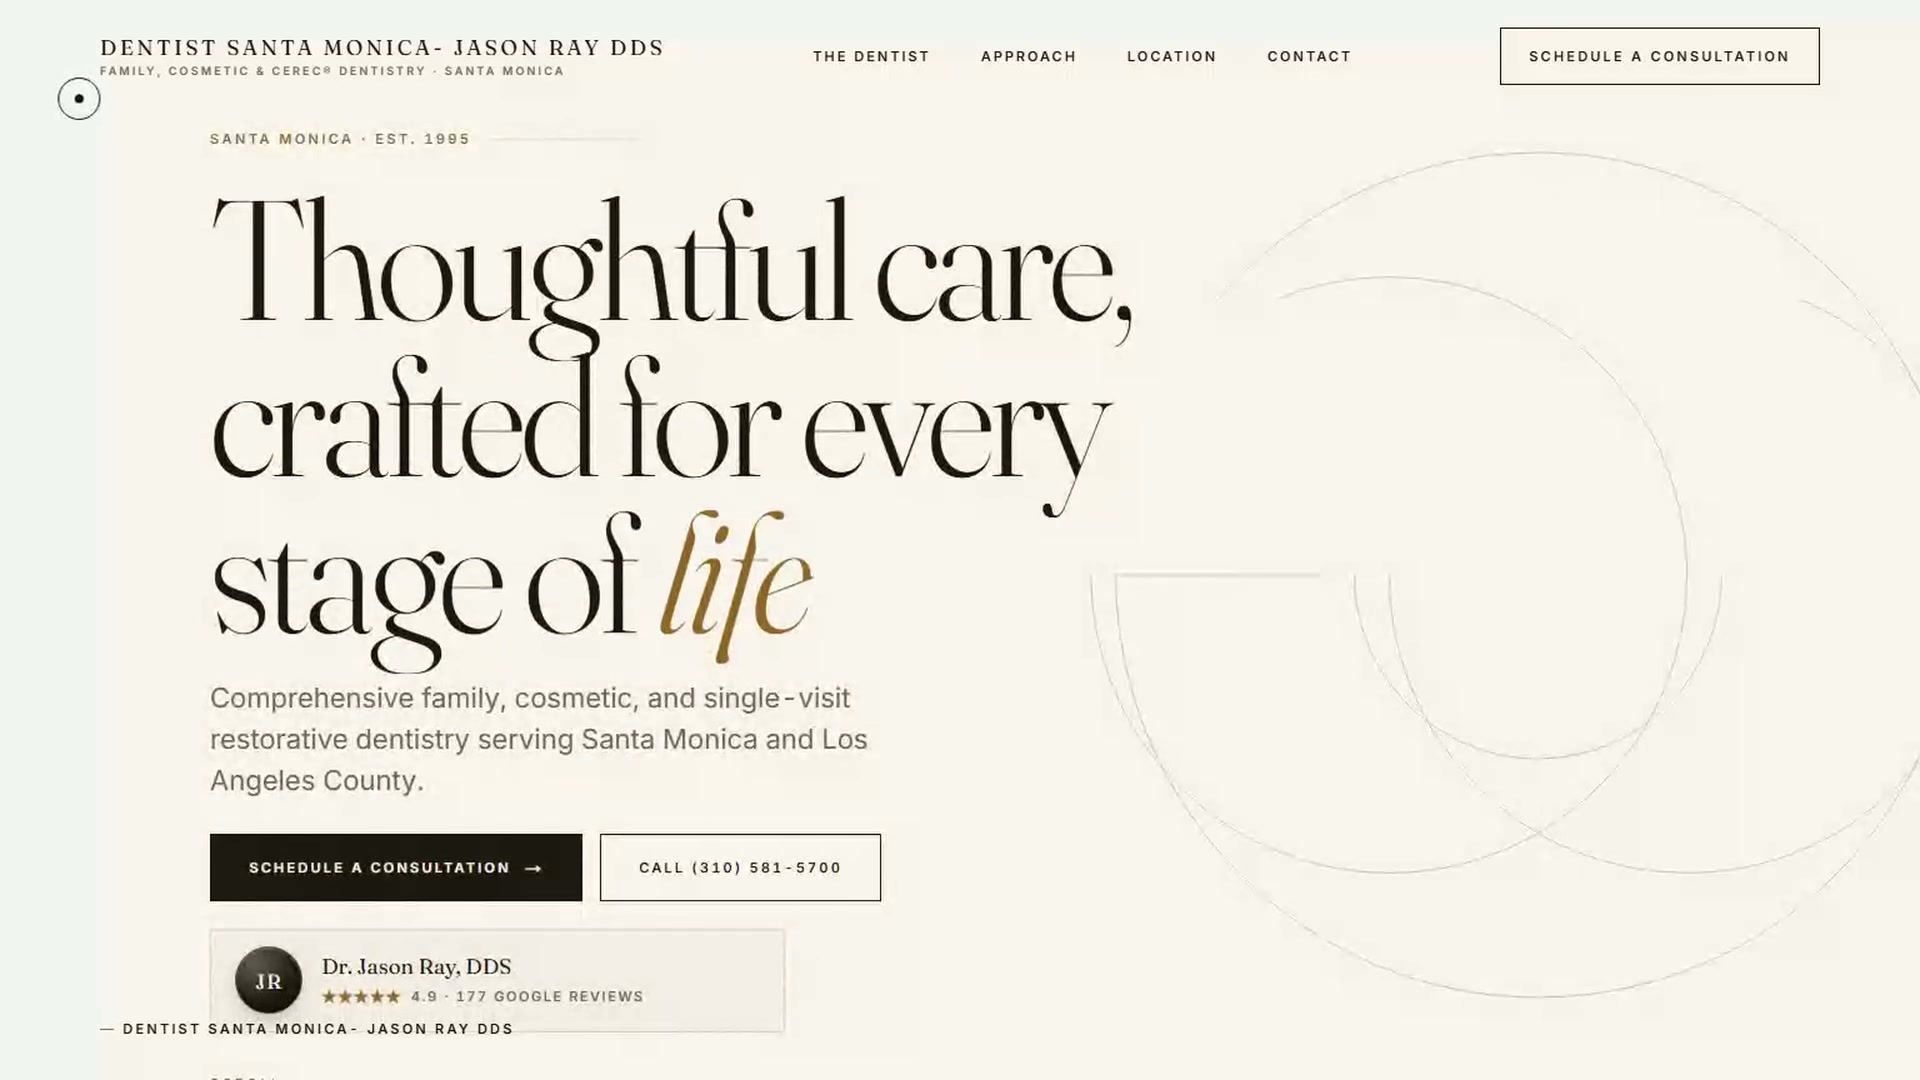 DENTIST SANTA MONICA- JASON RAY DDS
FAMILY, COSMETIC & CEREC® DENTISTRY · SANTA MONICA
THE DENTIST
APPROACH
LOCATION
CONTACT
SCHEDULE A CONSULTATION
SANTA MONICA · EST. 1995
Thoughtful care,
crafted for every
stage of life
Comprehensive family, cosmetic, and single-visit
restorative dentistry serving Santa Monica and Los
Angeles County.
SCHEDULE A CONSULTATION →
CALL (310) 581-5700
JR
Dr. Jason Ray, DDS
★★★★★ 4.9 · 177 GOOGLE REVIEWS
— DENTIST SANTA MONICA- JASON RAY DDS